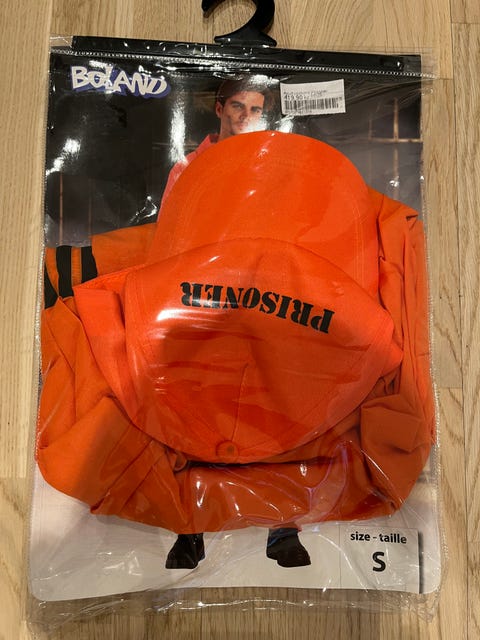 BOLAND
PRISONER
size - taille
S